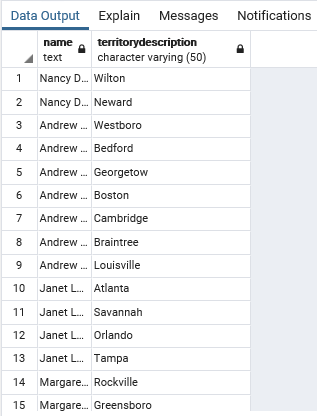 Data Output Explain Messages Notifications
name territorydescription
text character varying (50)
1 Nancy D... Wilton
2 Nancy D... Neward
3 Andrew ... Westboro
4 Andrew ... Bedford
5 Andrew ... Georgetow
6 Andrew ... Boston
7 Andrew ... Cambridge
8 Andrew ... Braintree
9 Andrew ... Louisville
10 Janet L... Atlanta
11 Janet L... Savannah
12 Janet L... Orlando
13 Janet L... Tampa
14 Margare... Rockville
15 Margare... Greensboro